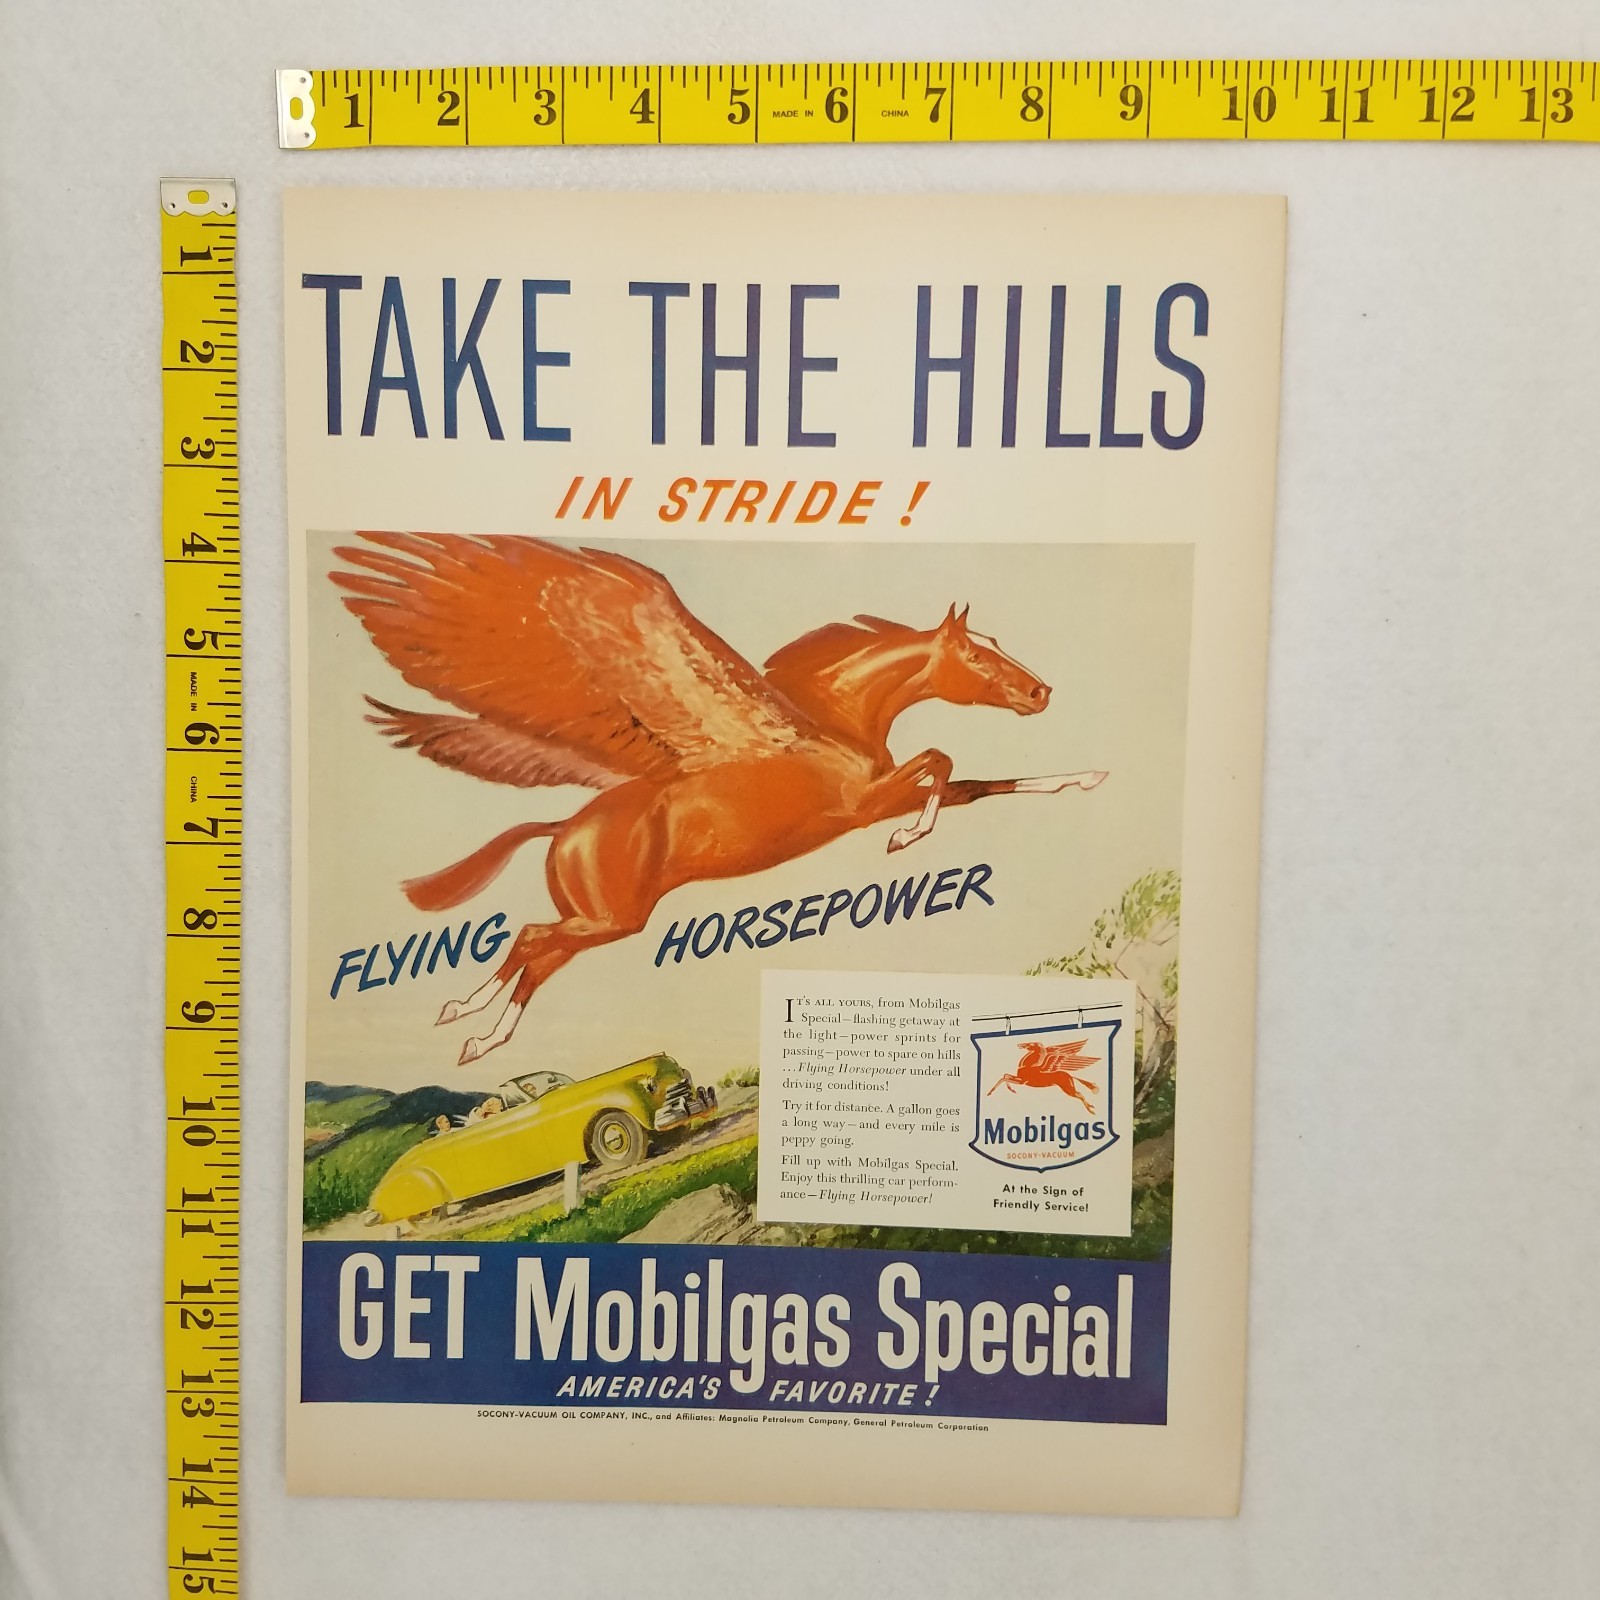 1 2 3 4 5 MADE IN 6 CHINA 7 8 9 10 11 12 13
1 2 3 4 5 MADE IN 6 CHINA 7 8 9 10 11 12 13 14 15
TAKE THE HILLS
IN STRIDE!
FLYING HORSEPOWER
IT'S ALL YOURS, from Mobilgas
Special—flashing getaway at
the light—power sprints for
passing—power to spare on hills
...Flying Horsepower under all
driving conditions!
Try it for distance. A gallon goes
a long way—and every mile is
peppy going.
Fill up with Mobilgas Special.
Enjoy this thrilling car perform-
ance—Flying Horsepower!
Mobilgas
SOCONY-VACUUM
At the Sign of
Friendly Service!
GET Mobilgas Special
AMERICA'S FAVORITE!
SOCONY-VACUUM OIL COMPANY, INC., and Affiliates: Magnolia Petroleum Company, General Petroleum Corporation